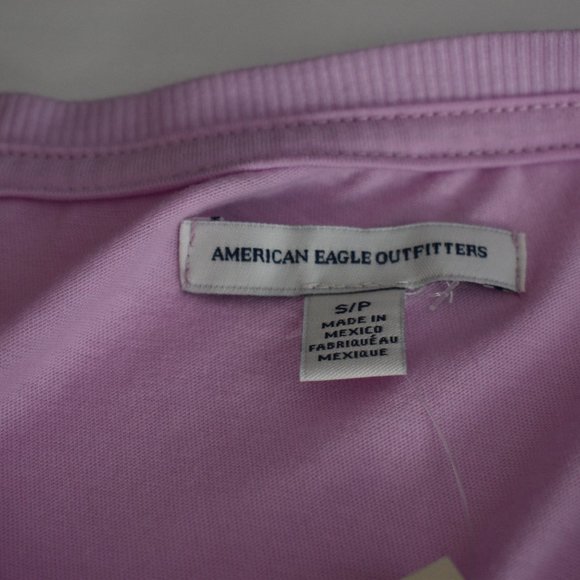 AMERICAN EAGLE OUTFITTERS
S/P
MADE IN
MEXICO
FABRIQUÉ AU
MEXIQUE